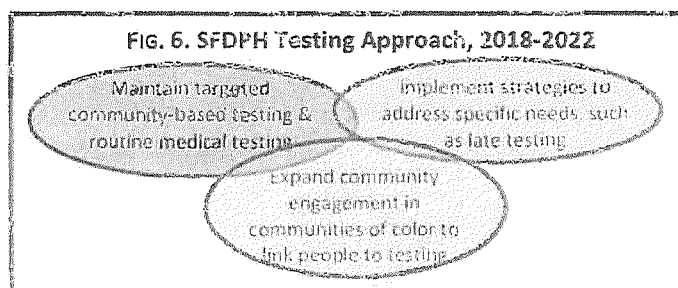 FIG. 6. SFDPH Testing Approach, 2018-2022
Maintain targeted
community-based testing &
routine medical testing
Implement strategies to
address specific needs, such
as late testing
Expand community
engagement in
communities of color to
link people to testing